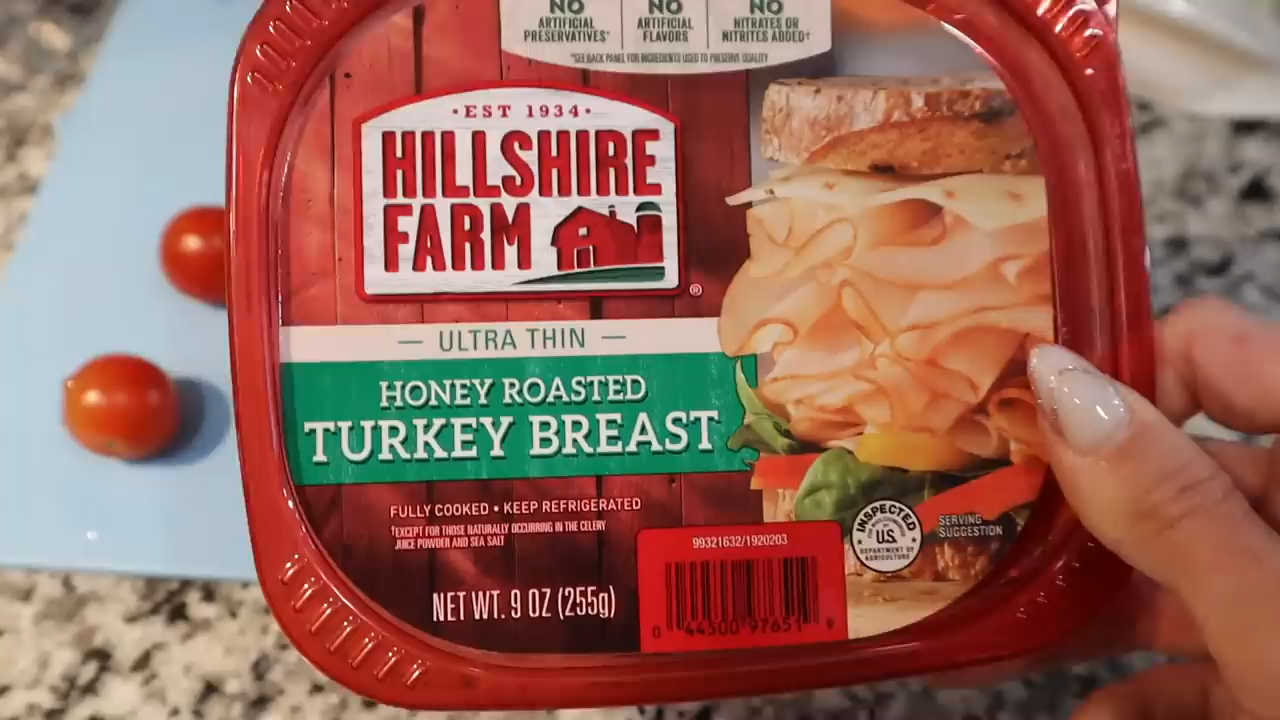 NO NO NO
ARTIFICIAL ARTIFICIAL NITRATES OR
PRESERVATIVES* FLAVORS NITRITES ADDED†
*SEE BACK PANEL FOR INGREDIENTS USED TO PRESERVE QUALITY
·EST 1934·
HILLSHIRE
FARM
®
— ULTRA THIN —
HONEY ROASTED
TURKEY BREAST
FULLY COOKED • KEEP REFRIGERATED
†EXCEPT FOR THOSE NATURALLY OCCURRING IN THE CELERY
JUICE POWDER AND SEA SALT
INSPECTED
U.S.
DEPARTMENT OF
AGRICULTURE
SERVING
SUGGESTION
99321632/1920203
NET WT. 9 OZ (255g)
0 44500 97651 9